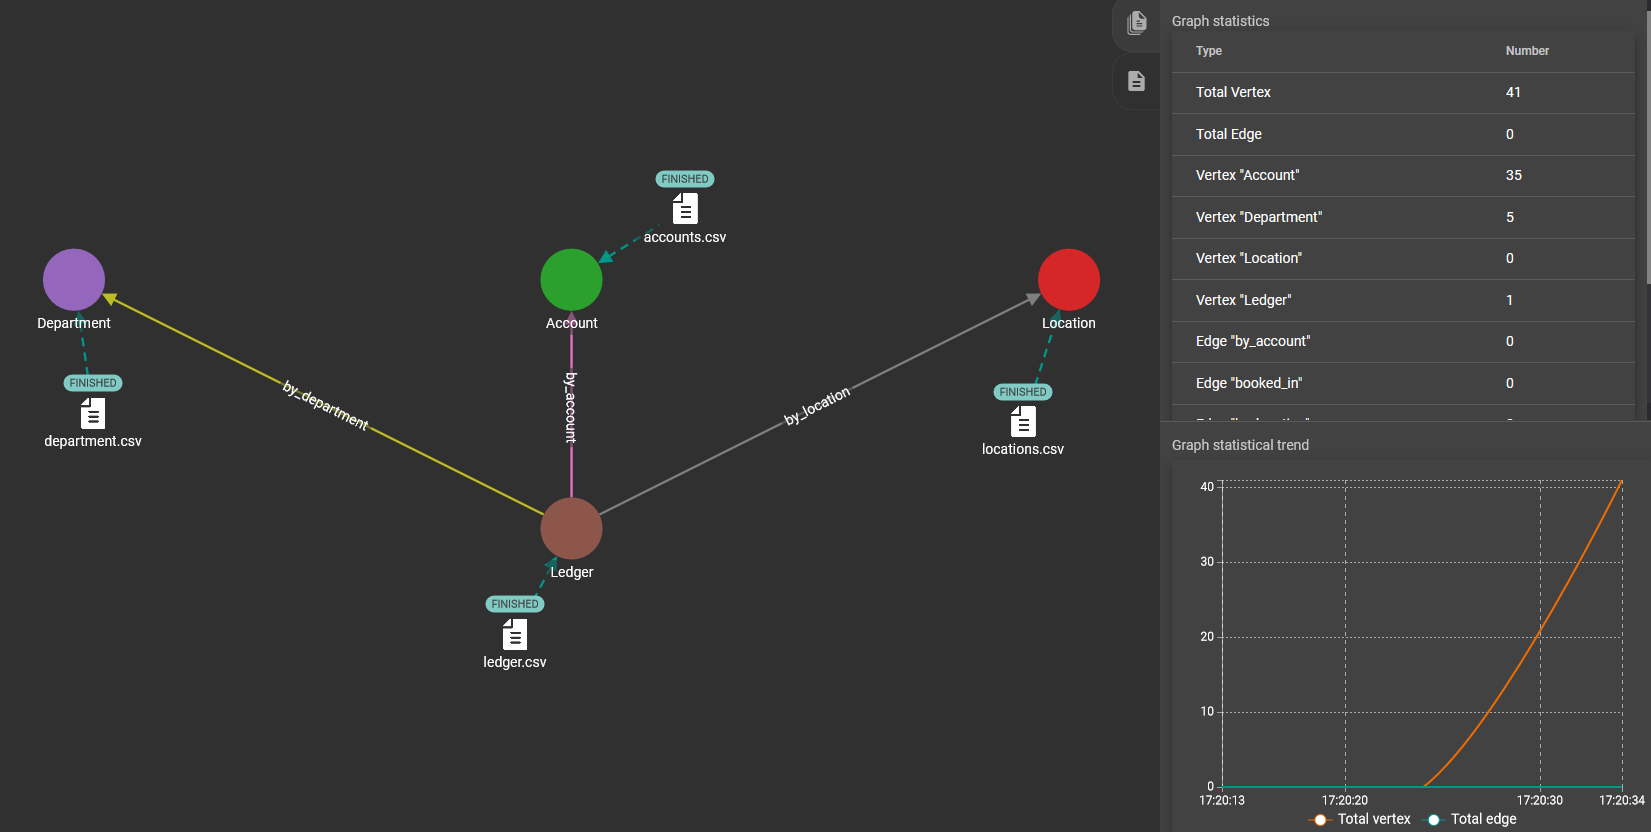 FINISHED
accounts.csv
Department
Account
Location
FINISHED
department.csv
by_department
by_account
by_location
FINISHED
locations.csv
Ledger
FINISHED
ledger.csv
Graph statistics
Type Number
Total Vertex 41
Total Edge 0
Vertex "Account" 35
Vertex "Department" 5
Vertex "Location" 0
Vertex "Ledger" 1
Edge "by_account" 0
Edge "booked_in" 0
Graph statistical trend
40
30
20
10
0
17:20:13 17:20:20 17:20:30 17:20:34
Total vertex Total edge